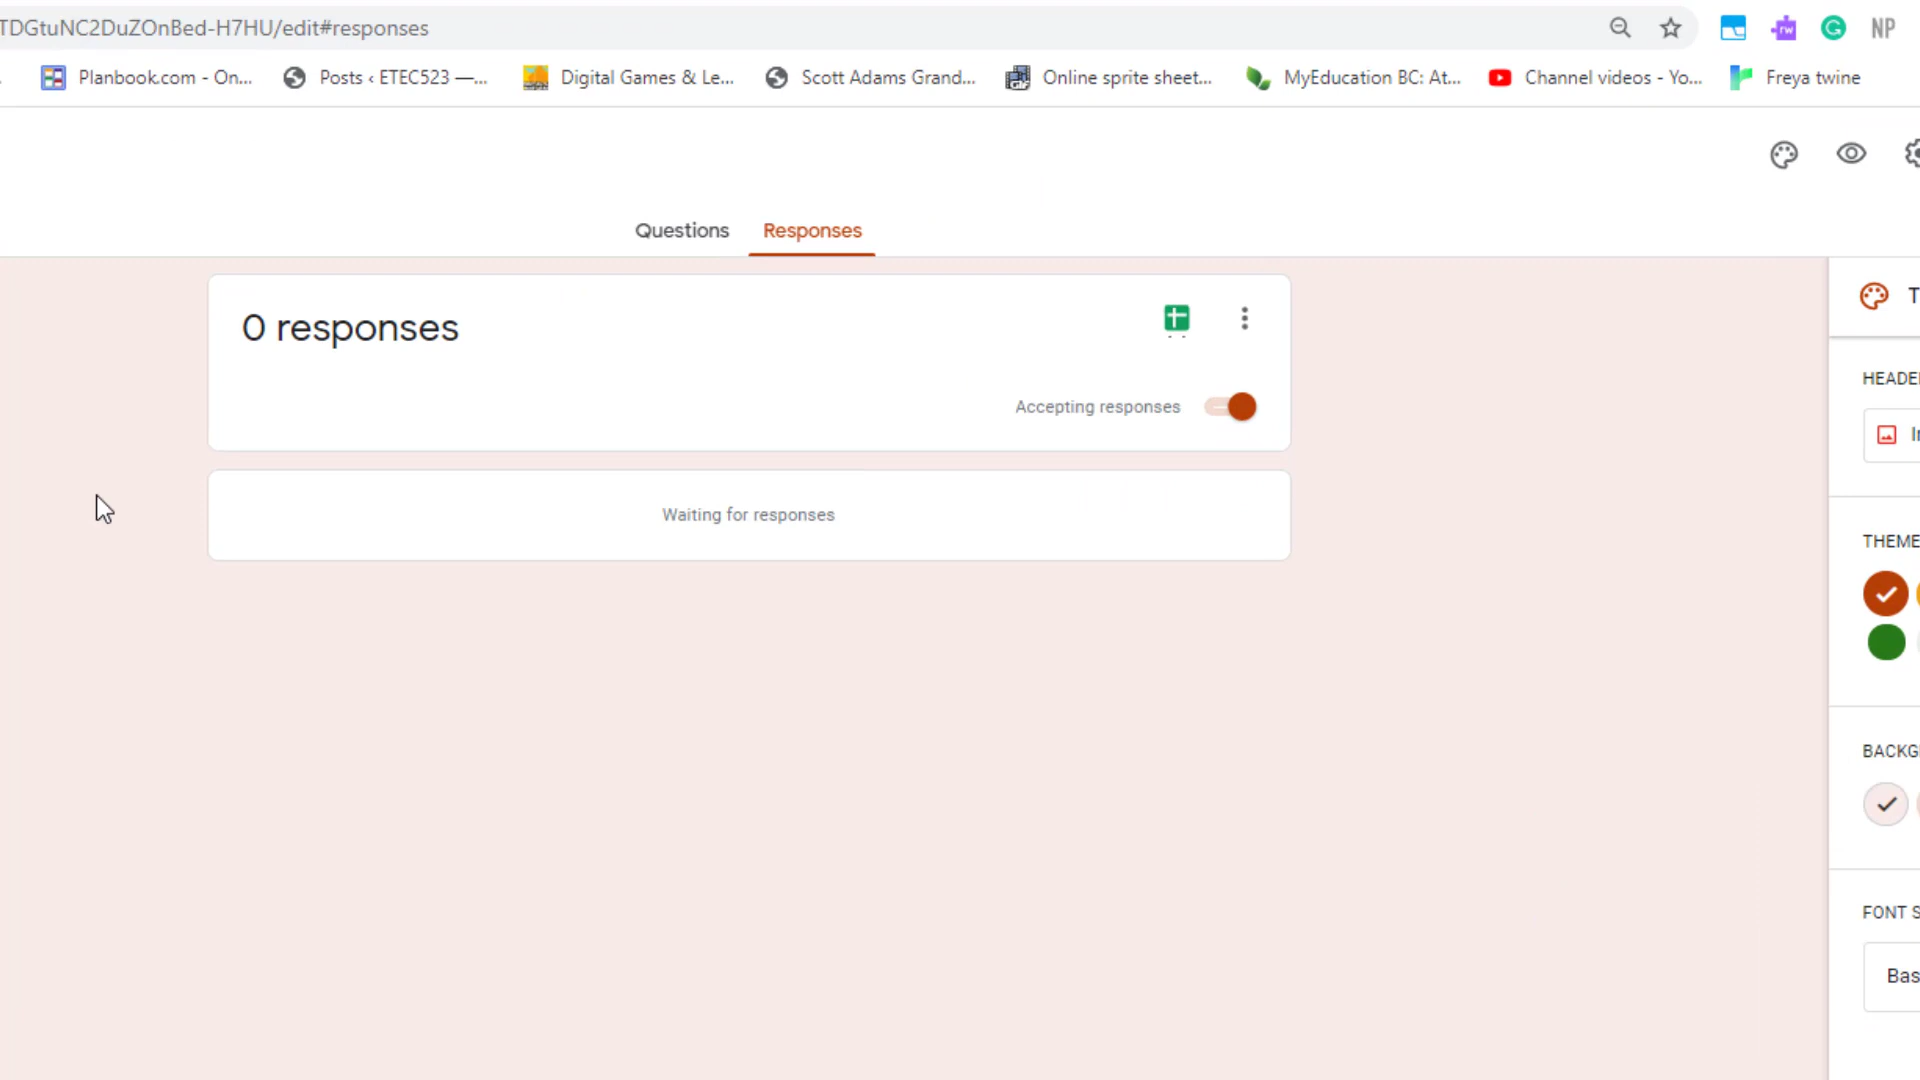 TDGtuNC2DuZOnBed-H7HU/edit#responses
rw
G
NP
Planbook.com - On... Posts ‹ ETEC523 —... Digital Games & Le... Scott Adams Grand... Online sprite sheet... MyEducation BC: At... Channel videos - Yo... Freya twine
Questions Responses
0 responses
Accepting responses
Waiting for responses
T
HEADE
THEME
BACKG
FONT S
Bas